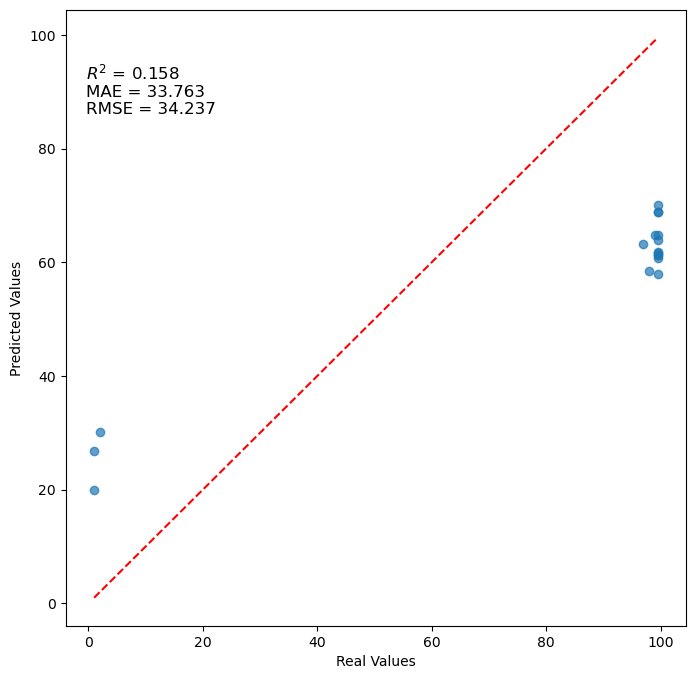 100
80
60
40
20
0
Predicted Values
R² = 0.158
MAE = 33.763
RMSE = 34.237
0 20 40 60 80 100
Real Values